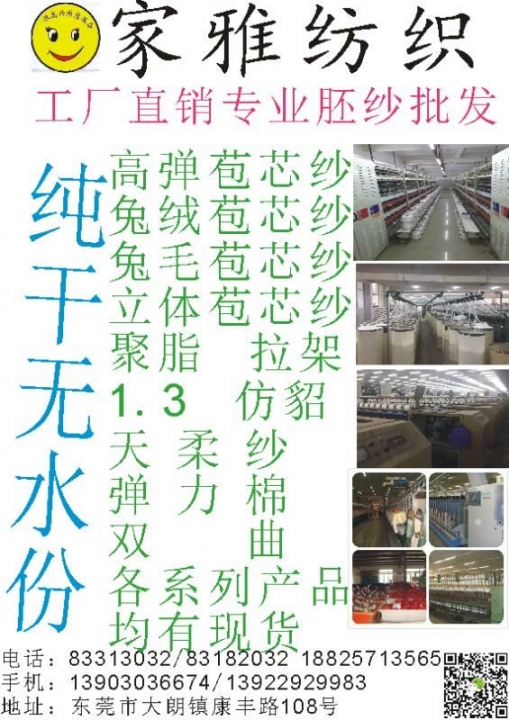 家雅纺织
工厂直销专业胚纱批发
纯干无水份
高弹苞芯纱
兔绒苞芯纱
兔毛苞芯纱
立体苞芯纱
聚脂 拉架
1.3 仿貂
天柔纱
弹力棉
双曲
各系列产品
均有现货
电话：83313032/83182032 18825713565
手机：13903036674/13922929983
地址：东莞市大朗镇康丰路108号